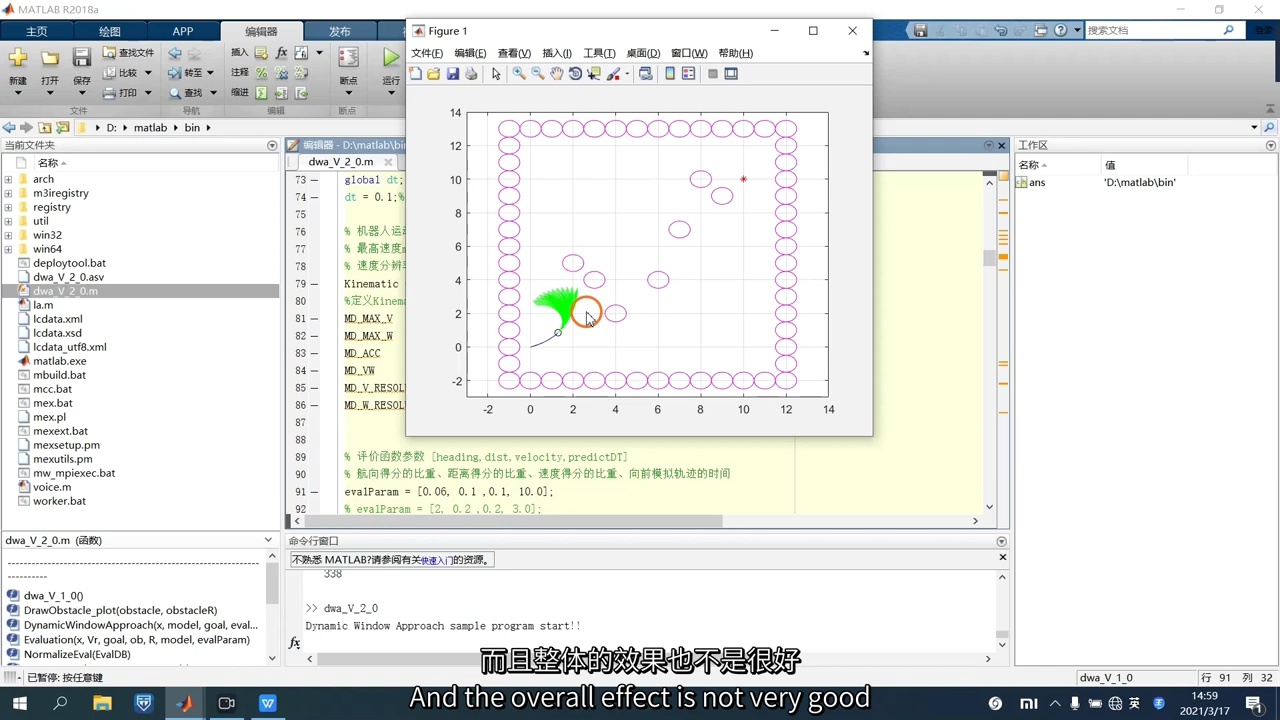 MATLAB R2018a
主页
绘图
APP
编辑器
发布
搜索文档
登录
新建
打开
保存
查找文件
比较
打印
转至
查找
插入
注释
缩进
断点
运行
文件
导航
编辑
断点
D: matlab bin
当前文件夹
名称
arch
m3iregistry
registry
util
win32
win64
deploytool.bat
dwa_V_2_0.asv
dwa_V_2_0.m
la.m
lcdata.xml
lcdata.xsd
lcdata_utf8.xml
matlab.exe
mbuild.bat
mcc.bat
mex.bat
mex.pl
mexext.bat
mexsetup.pm
mexutils.pm
mw_mpiexec.bat
voice.m
worker.bat
dwa_V_2_0.m (函数)
dwa_V_1_0()
DrawObstacle_plot(obstacle, obstacleR)
DynamicWindowApproach(x, model, goal, eval...
Evaluation(x, Vr, goal, ob, R, model, evalParam)
NormalizeEval(EvalDB)
已暂停: 按任意键
编辑器 - D:\matlab\bin
dwa_V_2_0.m
73 global dt;
74 dt = 0.1;%
75
76 % 机器人运动
77 % 最高速度m
78 % 速度分辨率
79 Kinematic
80 %定义Kinemat
81 MD_MAX_V
82 MD_MAX_W
83 MD_ACC
84 MD_VW
85 MD_V_RESOL
86 MD_W_RESOL
87
88
89 % 评价函数参数 [heading,dist,velocity,predictDT]
90 % 航向得分的比重、距离得分的比重、速度得分的比重、向前模拟轨迹的时间
91 evalParam = [0.06, 0.1 ,0.1, 10.0];
92 % evalParam = [2, 0.2 ,0.2, 3.0];
Figure 1
文件(F) 编辑(E) 查看(V) 插入(I) 工具(T) 桌面(D) 窗口(W) 帮助(H)
14
12
10
8
6
4
2
0
-2
-2 0 2 4 6 8 10 12 14
工作区
名称 值
ans 'D:\matlab\bin'
命令行窗口
不熟悉 MATLAB?请参阅有关快速入门的资源。
338
>> dwa_V_2_0
Dynamic Window Approach sample program start!!
fx
dwa_V_1_0
行 91 列 32
而且整体的效果也不是很好
And the overall effect is not very good
英
14:59
2021/3/17